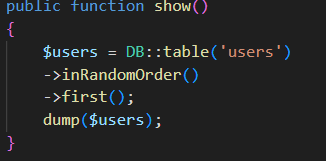 public function show()
{
$users = DB::table('users')
->inRandomOrder()
->first();
dump($users);
}